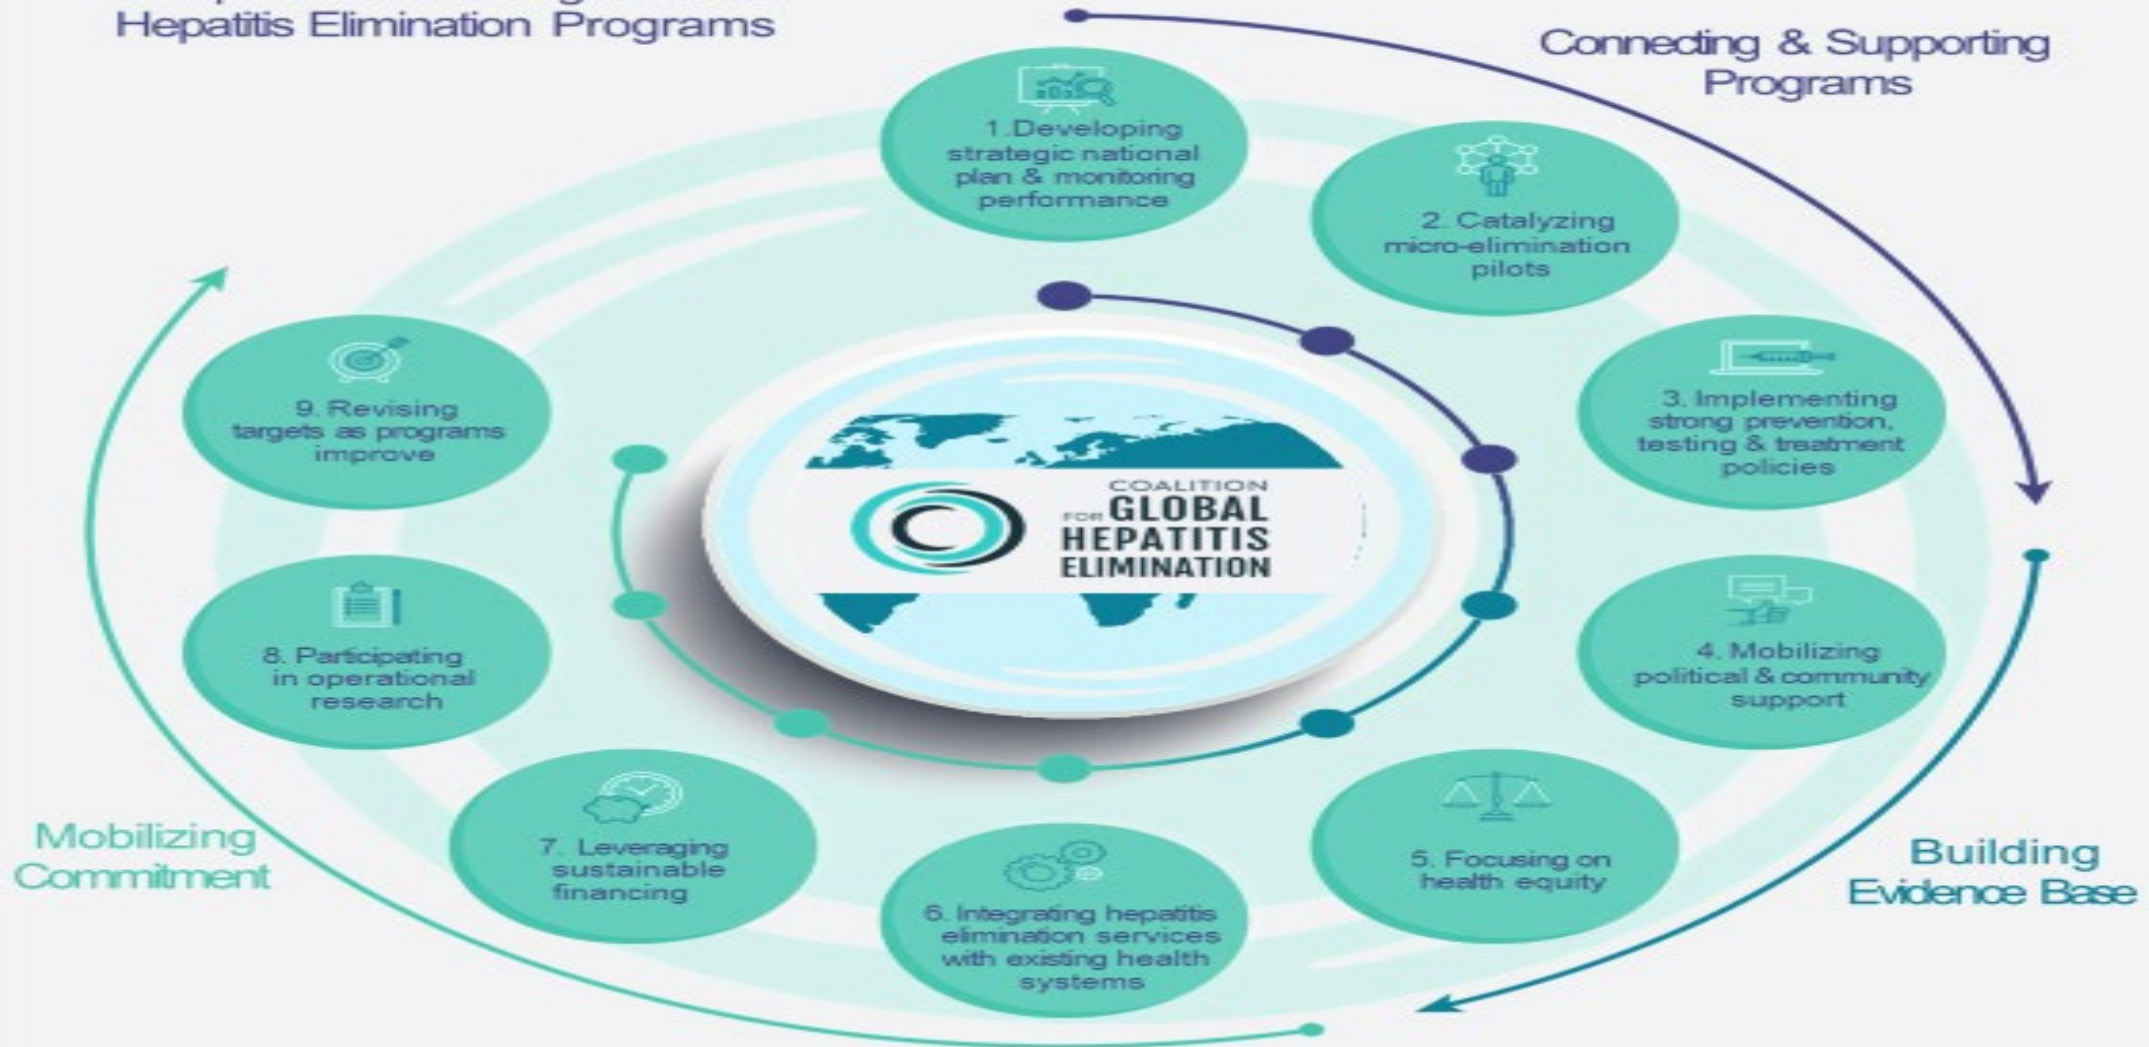 Hepatitis Elimination Programs
Connecting & Supporting
Programs
1.Developing
strategic national
plan & monitoring
performance
2. Catalyzing
micro-elimination
pilots
3. Implementing
strong prevention,
testing & treatment
policies
4. Mobilizing
political & community
support
5. Focusing on
health equity
6. Integrating hepatitis
elimination services
with existing health
systems
7. Leveraging
sustainable
financing
8. Participating
in operational
research
9. Revising
targets as programs
improve
COALITION
FOR GLOBAL
HEPATITIS
ELIMINATION
Building
Evidence Base
Mobilizing
Commitment